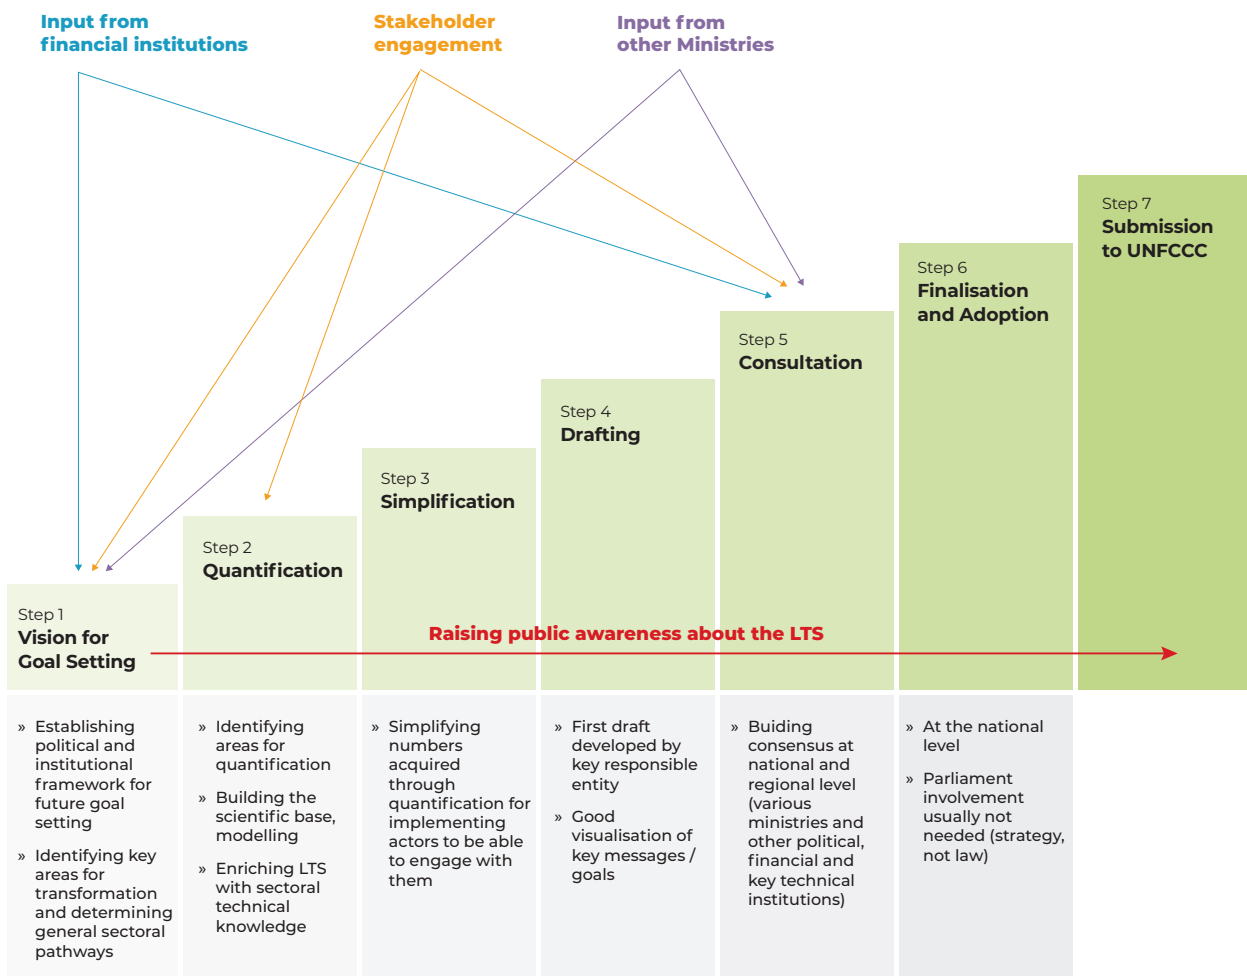 Input from
financial institutions
Stakeholder
engagement
Input from
other Ministries
Step 1
Vision for
Goal Setting
Step 2
Quantification
Step 3
Simplification
Step 4
Drafting
Step 5
Consultation
Step 6
Finalisation
and Adoption
Step 7
Submission
to UNFCCC
Raising public awareness about the LTS
» Establishing
political and
institutional
framework for
future goal
setting
» Identifying key
areas for
transformation
and determining
general sectoral
pathways
» Identifying
areas for
quantification
» Building the
scientific base,
modelling
» Enriching LTS
with sectoral
technical
knowledge
» Simplifying
numbers
acquired
through
quantification for
implementing
actors to be able
to engage with
them
» First draft
developed by
key responsible
entity
» Good
visualisation of
key messages /
goals
» Buiding
consensus at
national and
regional level
(various
ministries and
other political,
financial and
key technical
institutions)
» At the national
level
» Parliament
involvement
usually not
needed (strategy,
not law)